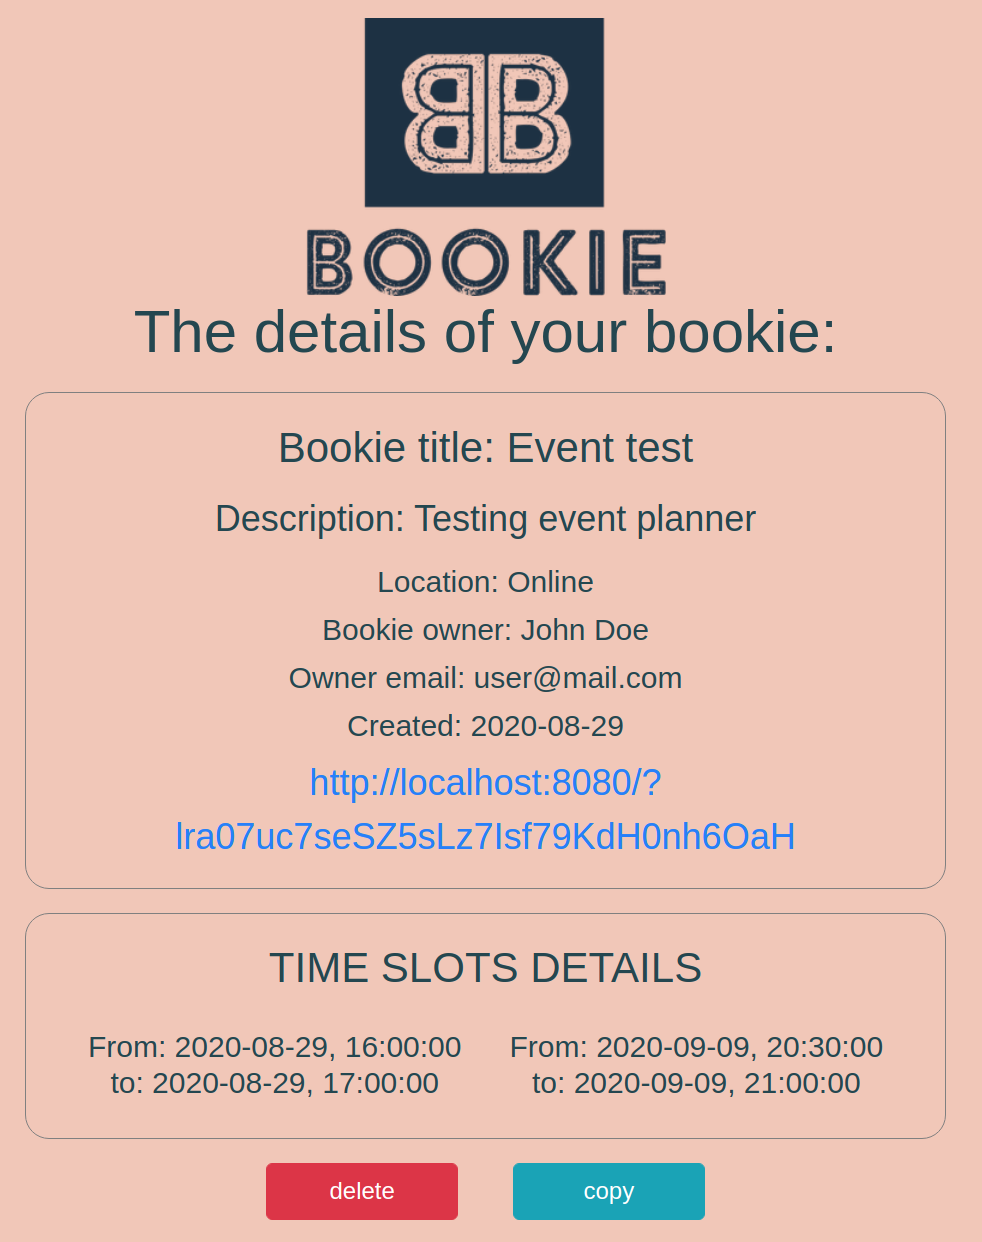 BB
BOOKIE
The details of your bookie:
Bookie title: Event test
Description: Testing event planner
Location: Online
Bookie owner: John Doe
Owner email: user@mail.com
Created: 2020-08-29
http://localhost:8080/?
lra07uc7seSZ5sLz7Isf79KdH0nh6OaH
TIME SLOTS DETAILS
From: 2020-08-29, 16:00:00
to: 2020-08-29, 17:00:00
From: 2020-09-09, 20:30:00
to: 2020-09-09, 21:00:00
delete
copy